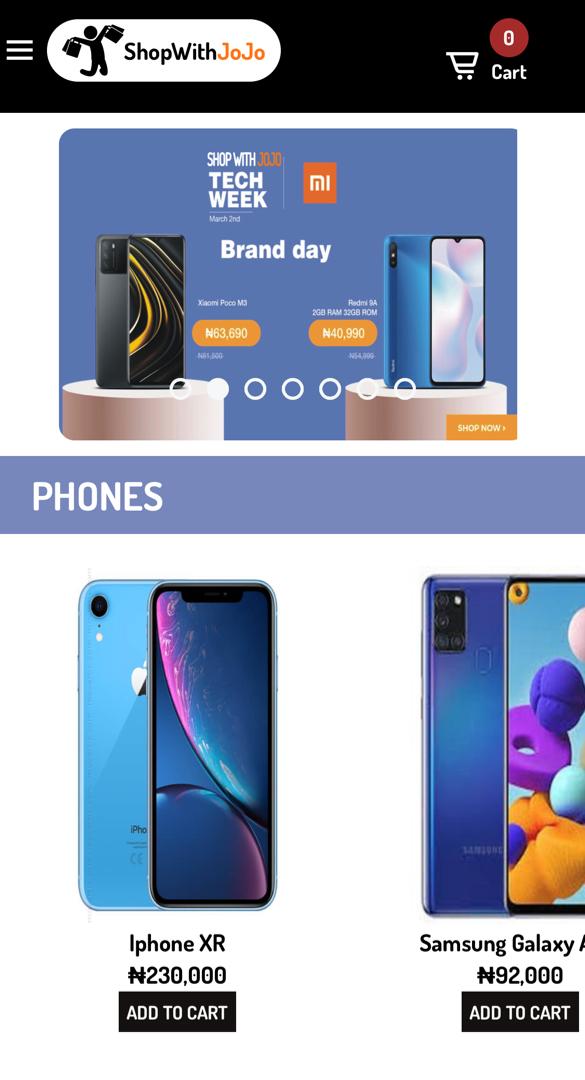 ShopWithJoJo
0
Cart
SHOP WITH JOJO
TECH
WEEK
March 2nd
Brand day
Xiaomi Poco M3
₦63,690
₦81,500
Redmi 9A
2GB RAM 32GB ROM
₦40,990
₦54,999
SHOP NOW ›
PHONES
iPho
Iphone XR
₦230,000
ADD TO CART
SAMSUNG
Samsung Galaxy A
₦92,000
ADD TO CART